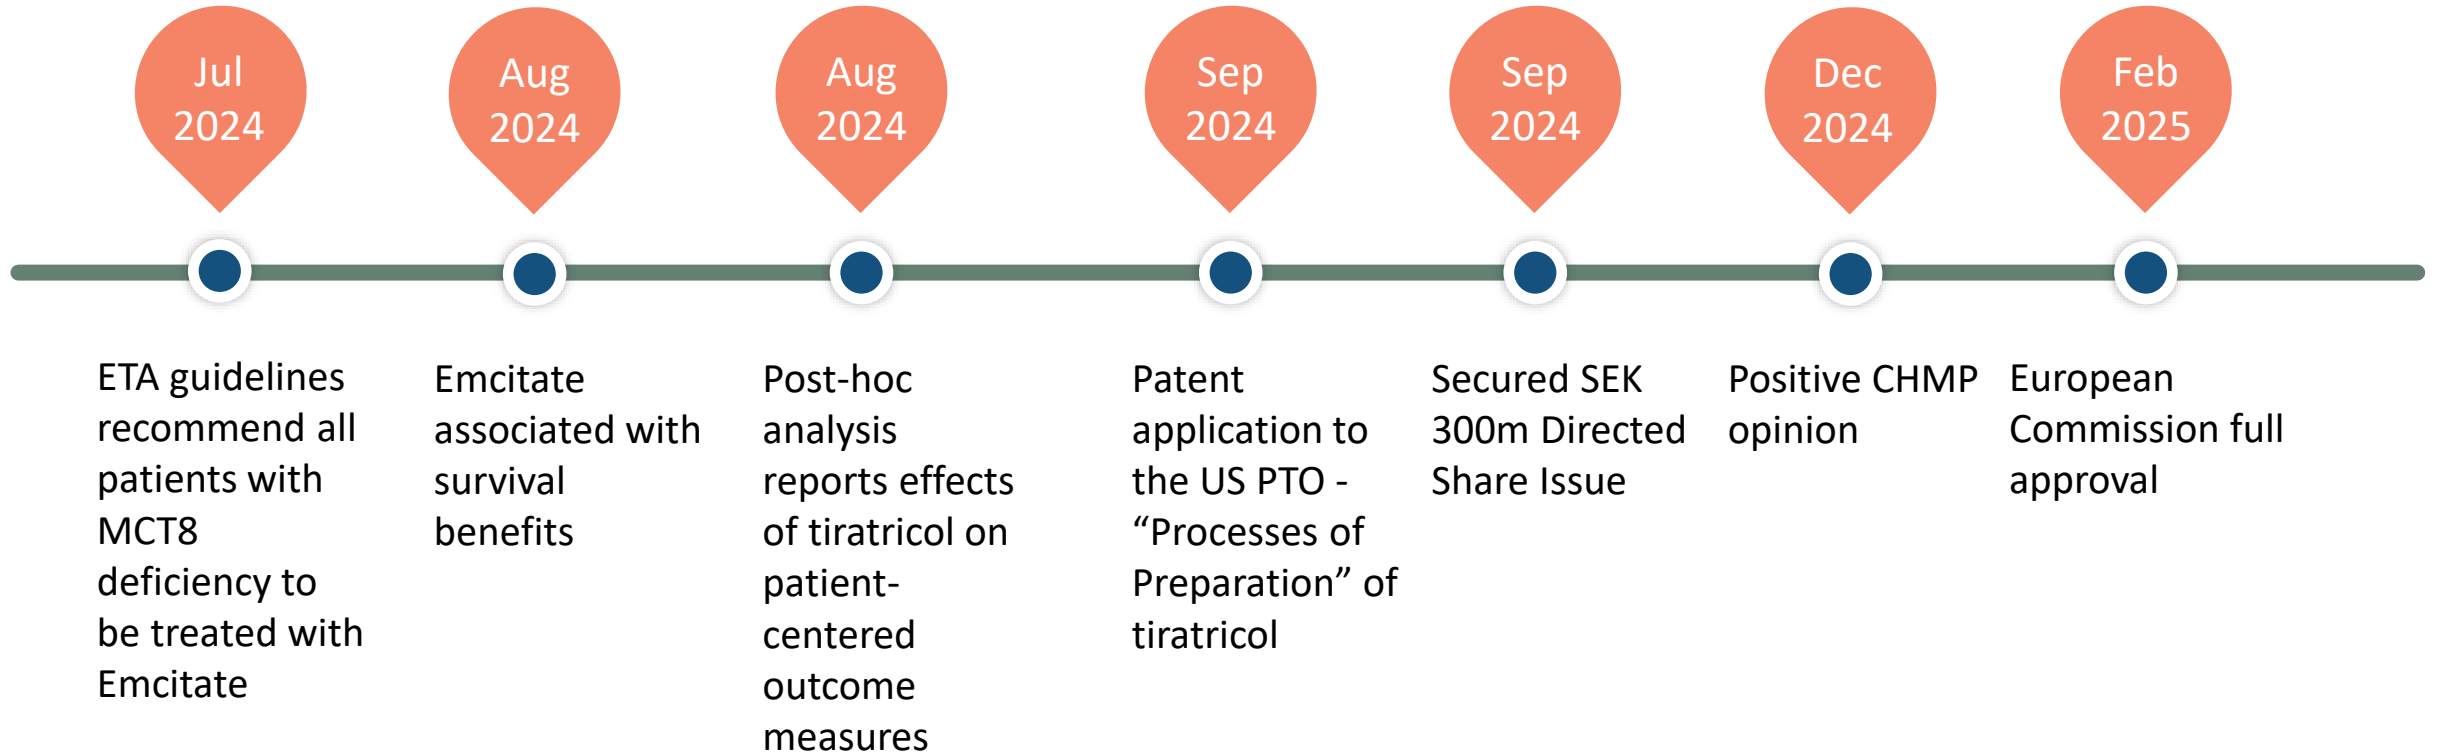 Jul
2024
Aug
2024
Aug
2024
Sep
2024
Sep
2024
Dec
2024
Feb
2025
ETA guidelines
recommend all
patients with
MCT8
deficiency to
be treated with
Emcitate
Emcitate
associated with
survival
benefits
Post-hoc
analysis
reports effects
of tiratricol on
patient-
centered
outcome
measures
Patent
application to
the US PTO -
“Processes of
Preparation” of
tiratricol
Secured SEK
300m Directed
Share Issue
Positive CHMP
opinion
European
Commission full
approval